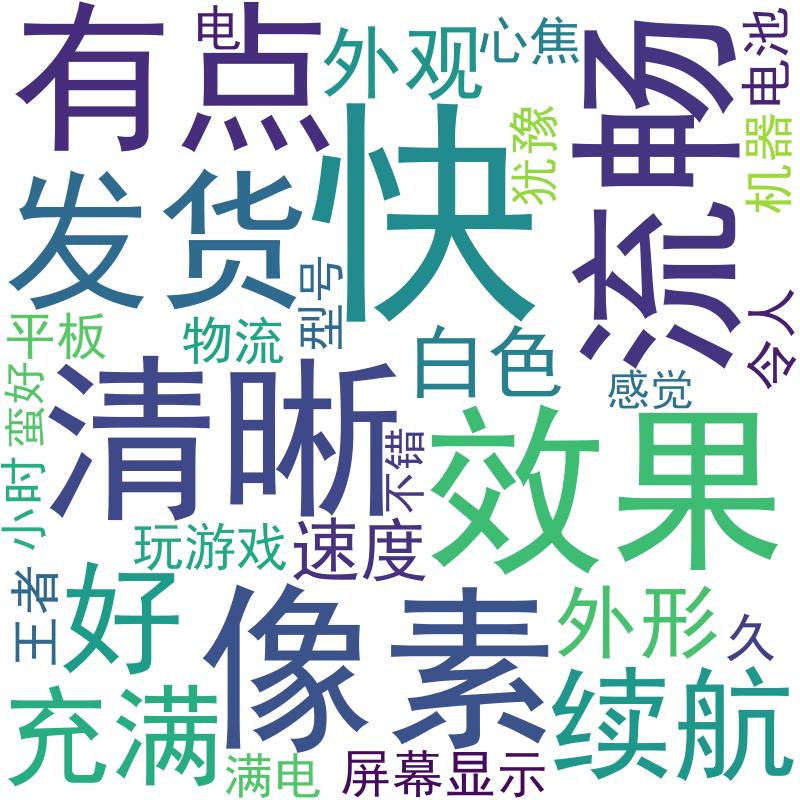 有点
电
外观
心焦
流畅
电池
快
犹豫
机器
发货
型号
令人
平板
物流
白色
感觉
蛮好
清晰
不错
效果
小时
玩游戏
速度
王者
好
像素
外形
久
充满
续航
满电
屏幕显示